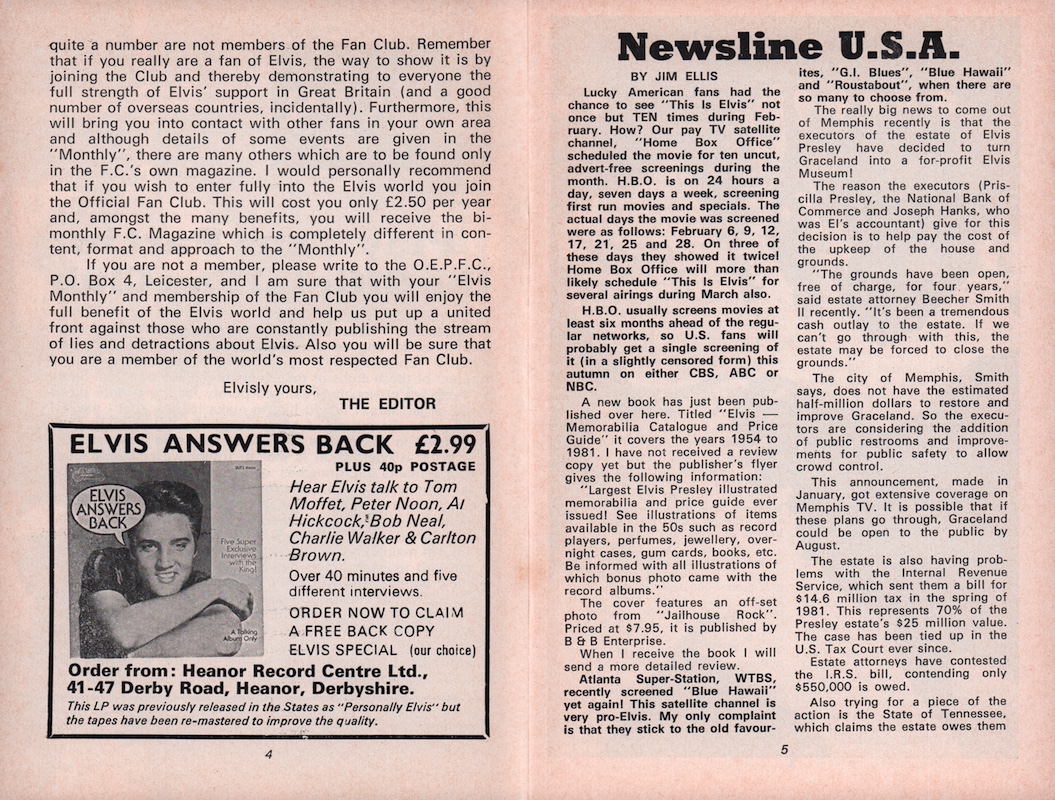 quite a number are not members of the Fan Club. Remember
that if you really are a fan of Elvis, the way to show it is by
joining the Club and thereby demonstrating to everyone the
full strength of Elvis' support in Great Britain (and a good
number of overseas countries, incidentally). Furthermore, this
will bring you into contact with other fans in your own area
and although details of some events are given in the
"Monthly", there are many others which are to be found only
in the F.C.'s own magazine. I would personally recommend
that if you wish to enter fully into the Elvis world you join
the Official Fan Club. This will cost you only £2.50 per year
and, amongst the many benefits, you will receive the bi-
monthly F.C. Magazine which is completely different in con-
tent, format and approach to the "Monthly".
If you are not a member, please write to the O.E.P.F.C.,
P.O. Box 4, Leicester, and I am sure that with your "Elvis
Monthly" and membership of the Fan Club you will enjoy the
full benefit of the Elvis world and help us put up a united
front against those who are constantly publishing the stream
of lies and detractions about Elvis. Also you will be sure that
you are a member of the world's most respected Fan Club.
Elvisly yours,
THE EDITOR
ELVIS ANSWERS BACK £2.99
PLUS 40p POSTAGE
ELVIS
ANSWERS
BACK
Five Super
Exclusive
Interviews
with the
King!
A Talking
Album Only
Hear Elvis talk to Tom
Moffet, Peter Noon, Al
Hickcock, Bob Neal,
Charlie Walker & Carlton
Brown.
Over 40 minutes and five
different interviews.
ORDER NOW TO CLAIM
A FREE BACK COPY
ELVIS SPECIAL (our choice)
Order from: Heanor Record Centre Ltd.,
41-47 Derby Road, Heanor, Derbyshire.
This LP was previously released in the States as "Personally Elvis" but
the tapes have been re-mastered to improve the quality.
4
Newsline U.S.A.
BY JIM ELLIS
Lucky American fans had the
chance to see "This Is Elvis" not
once but TEN times during Feb-
ruary. How? Our pay TV satellite
channel, "Home Box Office"
scheduled the movie for ten uncut,
advert-free screenings during the
month. H.B.O. is on 24 hours a
day, seven days a week, screening
first run movies and specials. The
actual days the movie was screened
were as follows: February 6, 9, 12,
17, 21, 25 and 28. On three of
these days they showed it twice!
Home Box Office will more than
likely schedule "This Is Elvis" for
several airings during March also.
H.B.O. usually screens movies at
least six months ahead of the regu-
lar networks, so U.S. fans will
probably get a single screening of
it (in a slightly censored form) this
autumn on either CBS, ABC or
NBC.
A new book has just been pub-
lished over here. Titled "Elvis —
Memorabilia Catalogue and Price
Guide" it covers the years 1954 to
1981. I have not received a review
copy yet but the publisher's flyer
gives the following information:
"Largest Elvis Presley illustrated
memorabilia and price guide ever
issued! See illustrations of items
available in the 50s such as record
players, perfumes, jewellery, over-
night cases, gum cards, books, etc.
Be informed with all illustrations of
which bonus photo came with the
record albums."
The cover features an off-set
photo from "Jailhouse Rock".
Priced at $7.95, it is published by
B & B Enterprise.
When I receive the book I will
send a more detailed review.
Atlanta Super-Station, WTBS,
recently screened "Blue Hawaii"
yet again! This satellite channel is
very pro-Elvis. My only complaint
is that they stick to the old favour-
ites, "G.I. Blues", "Blue Hawaii"
and "Roustabout", when there are
so many to choose from.
The really big news to come out
of Memphis recently is that the
executors of the estate of Elvis
Presley have decided to turn
Graceland into a for-profit Elvis
Museum!
The reason the executors (Pris-
cilla Presley, the National Bank of
Commerce and Joseph Hanks, who
was El's accountant) give for this
decision is to help pay the cost of
the upkeep of the house and
grounds.
"The grounds have been open,
free of charge, for four years,"
said estate attorney Beecher Smith
II recently. "It's been a tremendous
cash outlay to the estate. If we
can't go through with this, the
estate may be forced to close the
grounds."
The city of Memphis, Smith
says, does not have the estimated
half-million dollars to restore and
improve Graceland. So the execu-
tors are considering the addition
of public restrooms and improve-
ments for public safety to allow
crowd control.
This announcement, made in
January, got extensive coverage on
Memphis TV. It is possible that if
these plans go through, Graceland
could be open to the public by
August.
The estate is also having prob-
lems with the Internal Revenue
Service, which sent them a bill for
$14.6 million tax in the spring of
1981. This represents 70% of the
Presley estate's $25 million value.
The case has been tied up in the
U.S. Tax Court ever since.
Estate attorneys have contested
the I.R.S. bill, contending only
$550,000 is owed.
Also trying for a piece of the
action is the State of Tennessee,
which claims the estate owes them
5